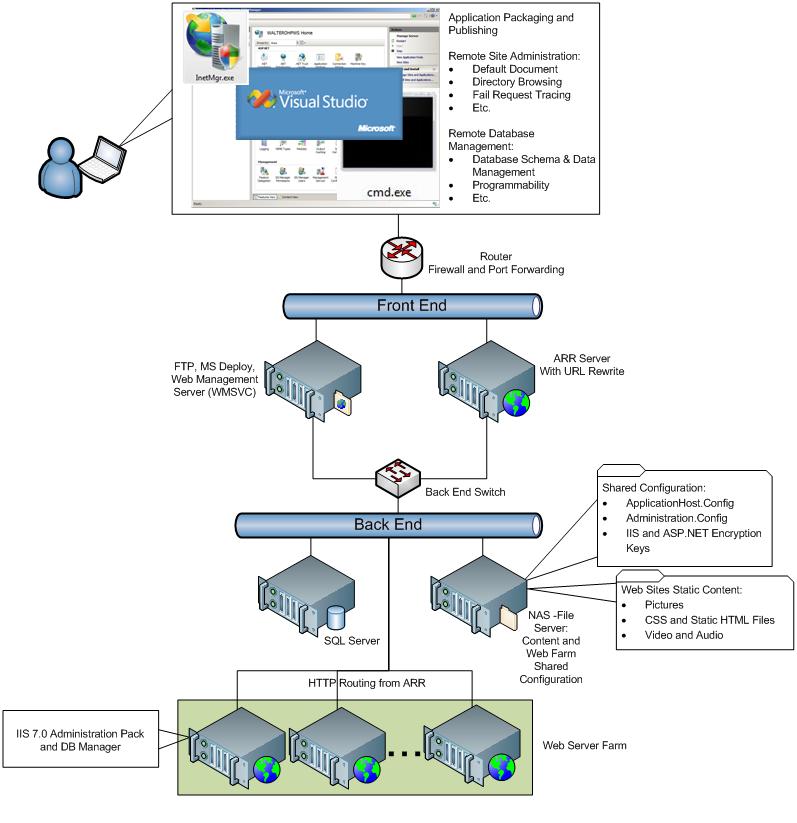 InetMgr.exe
WALTEROHPWS Home
Microsoft®
Visual Studio®
Microsoft®
Management
cmd.exe
Application Packaging and
Publishing
Remote Site Administration:
• Default Document
• Directory Browsing
• Fail Request Tracing
• Etc.
Remote Database
Management:
• Database Schema & Data
Management
• Programmability
• Etc.
Router
Firewall and Port Forwarding
Front End
FTP, MS Deploy,
Web Management
Server (WMSVC)
ARR Server
With URL Rewrite
Back End Switch
Back End
Shared Configuration:
• ApplicationHost.Config
• Administration.Config
• IIS and ASP.NET Encryption
Keys
Web Sites Static Content:
• Pictures
• CSS and Static HTML Files
• Video and Audio
SQL Server
NAS -File
Server:
Content and
Web Farm
Shared
Configuration
HTTP Routing from ARR
IIS 7.0 Administration Pack
and DB Manager
Web Server Farm